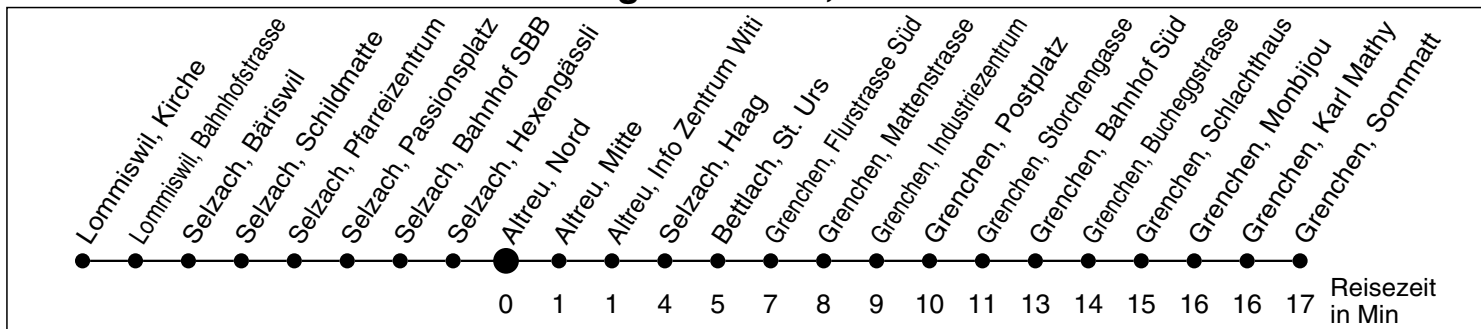 Lommiswil, Kirche
Lommiswil, Bahnhofstrasse
Selzach, Bäriswil
Selzach, Schildmatte
Selzach, Pfarreizentrum
Selzach, Passionsplatz
Selzach, Bahnhof SBB
Selzach, Hexengässli
Altreu, Nord
Altreu, Mitte
Altreu, Info Zentrum Witi
Selzach, Haag
Bettlach, St. Urs
Grenchen, Flurstrasse Süd
Grenchen, Mattenstrasse
Grenchen, Industriezentrum
Grenchen, Postplatz
Grenchen, Storchengasse
Grenchen, Bahnhof Süd
Grenchen, Bucheggstrasse
Grenchen, Schlachthaus
Grenchen, Monbijou
Grenchen, Karl Mathy
Grenchen, Sonnmatt
0 1 1 4 5 7 8 9 10 11 13 14 15 16 16 17 Reisezeit
in Min